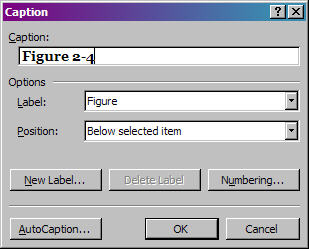 Caption
Caption:
Figure 2-4
Options
Label: Figure
Position: Below selected item
New Label... Delete Label Numbering...
AutoCaption... OK Cancel